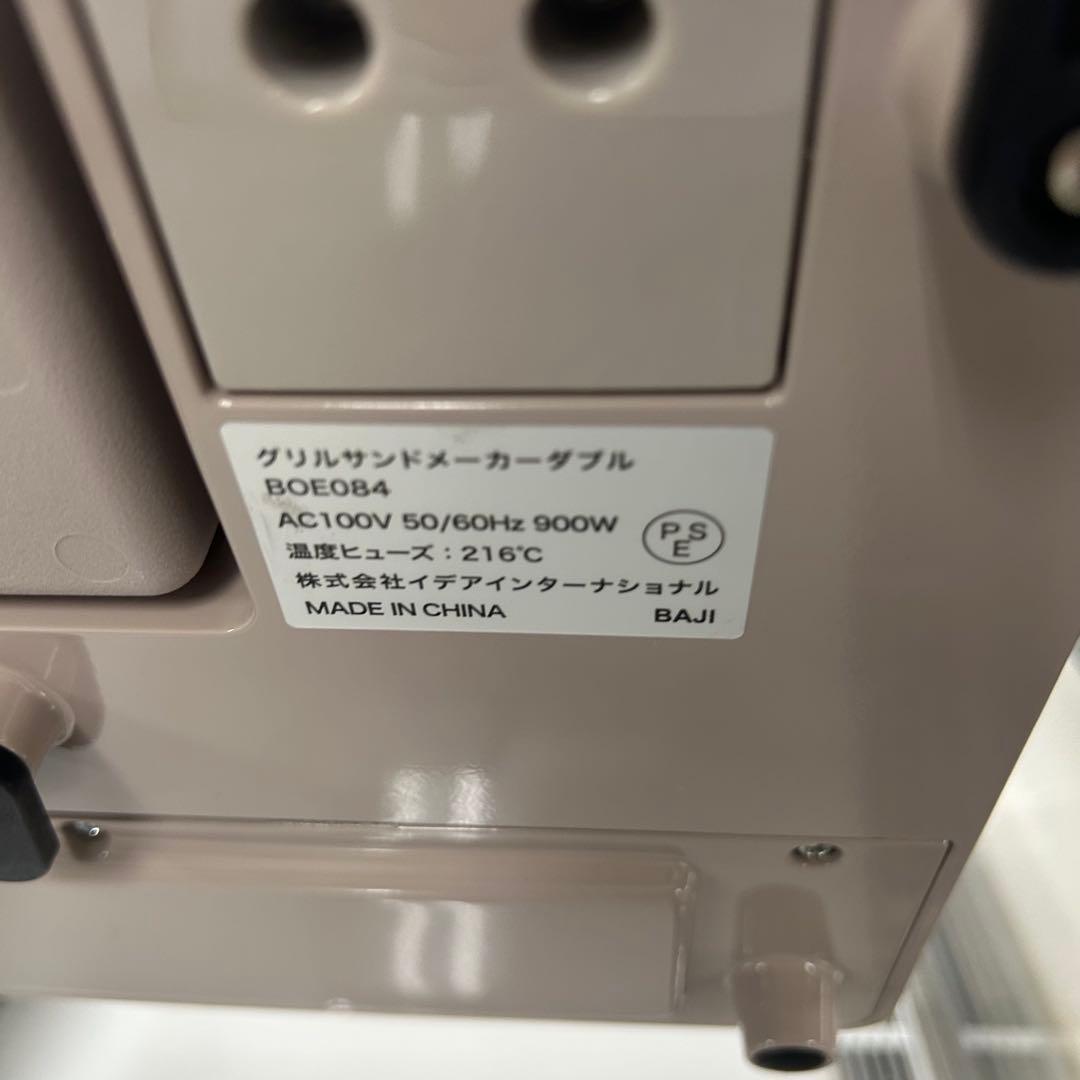 グリルサンドメーカーダブル
BOE084
AC100V 50/60Hz 900W
温度ヒューズ：216℃
PSE
株式会社イデアインターナショナル
MADE IN CHINA BAJI